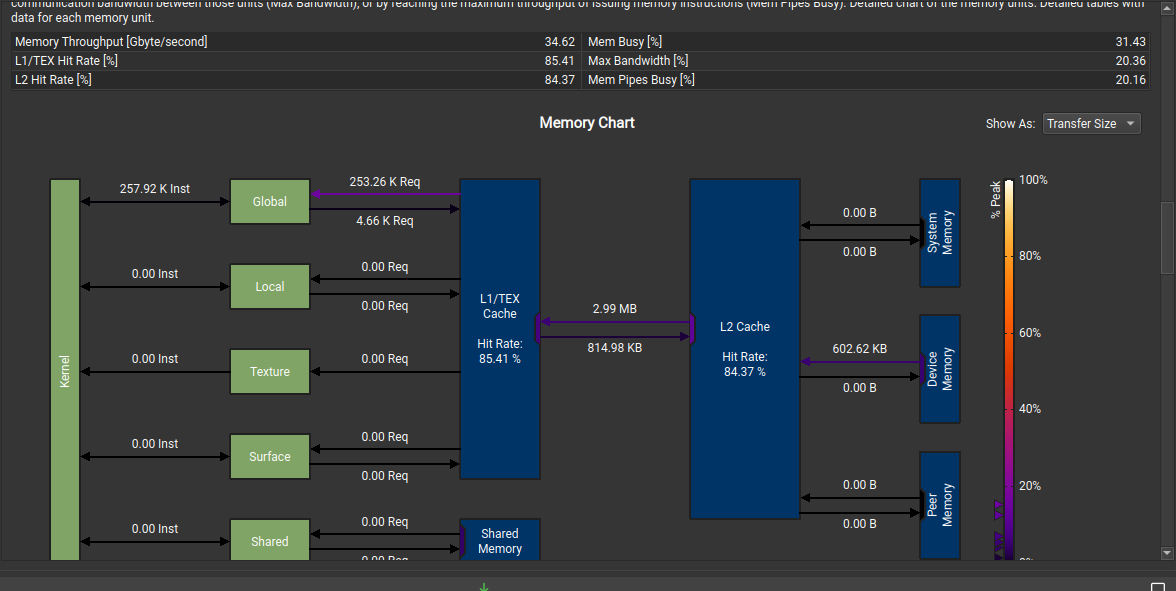 communication bandwidth between those units (Max Bandwidth), or by reaching the maximum throughput of issuing memory instructions (Mem Pipes Busy). Detailed chart of the memory units. Detailed tables with
data for each memory unit.
Memory Throughput [Gbyte/second] 34.62 Mem Busy [%] 31.43
L1/TEX Hit Rate [%] 85.41 Max Bandwidth [%] 20.36
L2 Hit Rate [%] 84.37 Mem Pipes Busy [%] 20.16
Memory Chart
Show As: Transfer Size
Kernel
257.92 K Inst
Global
253.26 K Req
4.66 K Req
0.00 Inst
Local
0.00 Req
0.00 Req
0.00 Inst
Texture
0.00 Req
0.00 Inst
Surface
0.00 Req
0.00 Req
0.00 Inst
Shared
0.00 Req
0.00 Req
L1/TEX
Cache
Hit Rate:
85.41 %
Shared
Memory
2.99 MB
814.98 KB
L2 Cache
Hit Rate:
84.37 %
0.00 B
0.00 B
System
Memory
602.62 KB
0.00 B
Device
Memory
0.00 B
0.00 B
Peer
Memory
% Peak
100%
80%
60%
40%
20%
0%